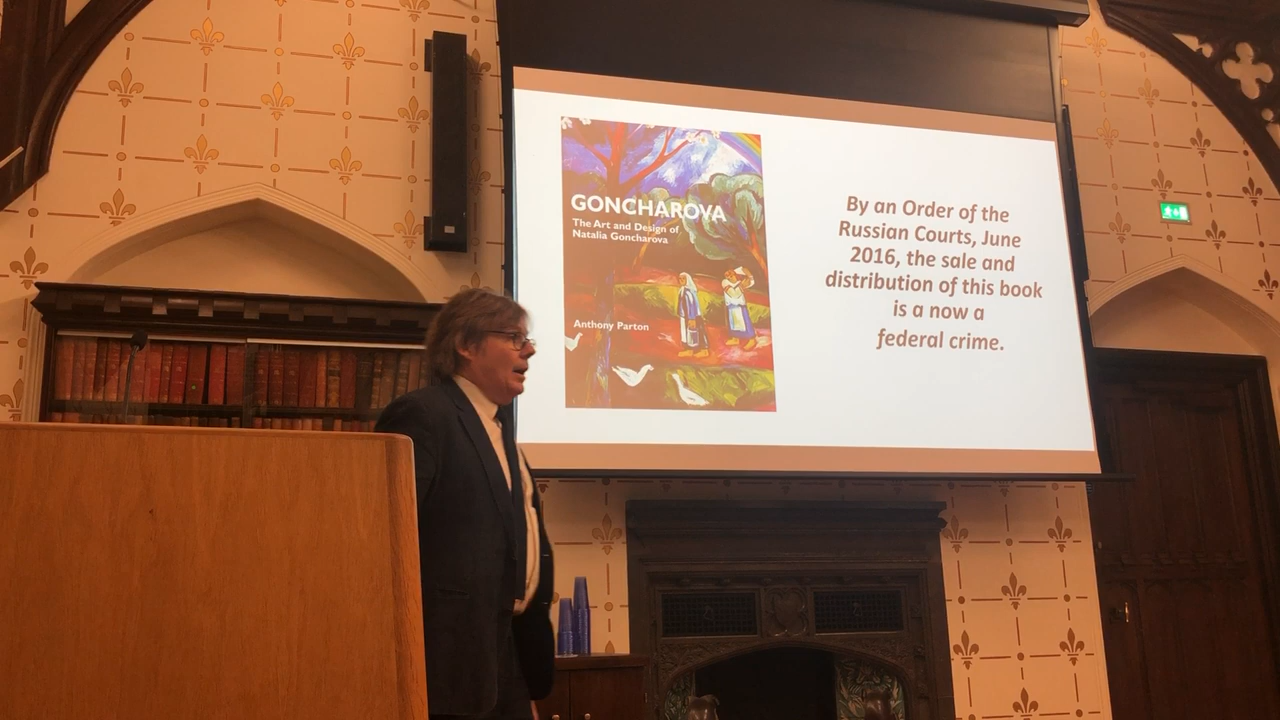 GONCHAROVA
The Art and Design of
Natalia Goncharova
Anthony Parton
By an Order of the
Russian Courts, June
2016, the sale and
distribution of this book
is a now a
federal crime.